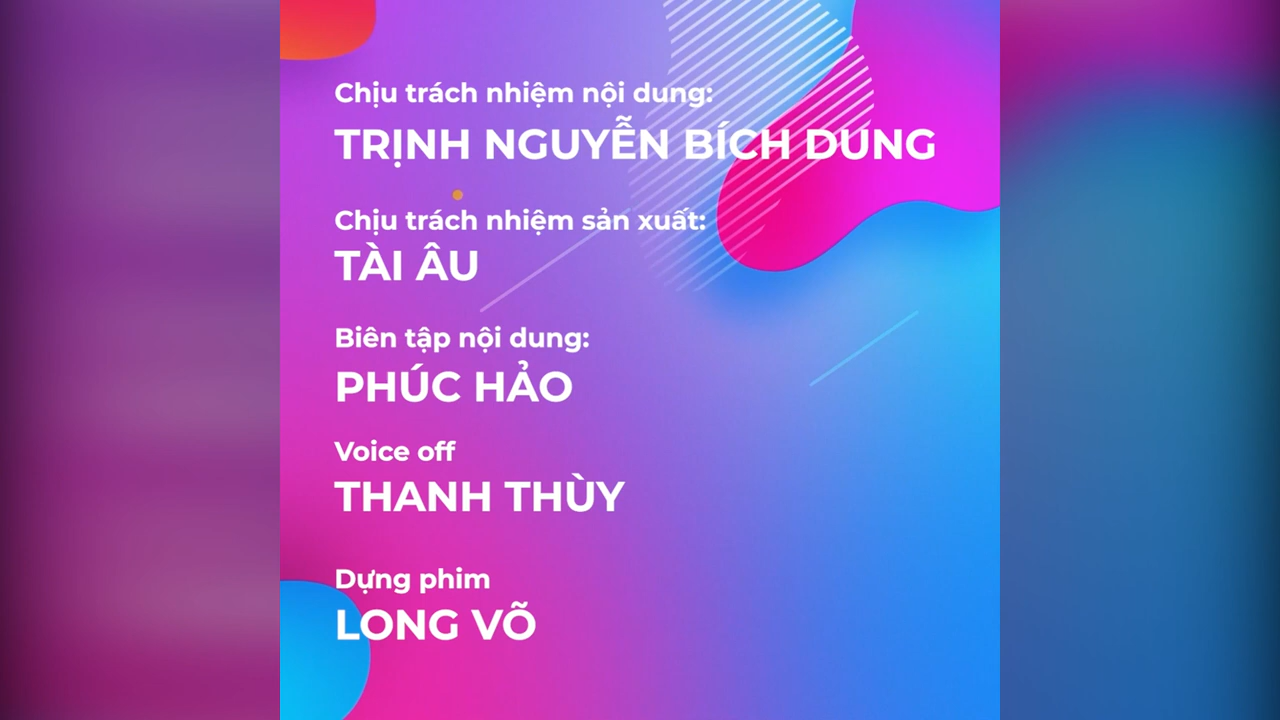 Chịu trách nhiệm nội dung:
TRỊNH NGUYỄN BÍCH DUNG
Chịu trách nhiệm sản xuất:
TÀI ÂU
Biên tập nội dung:
PHÚC HẢO
Voice off
THANH THÙY
Dựng phim
LONG VÕ